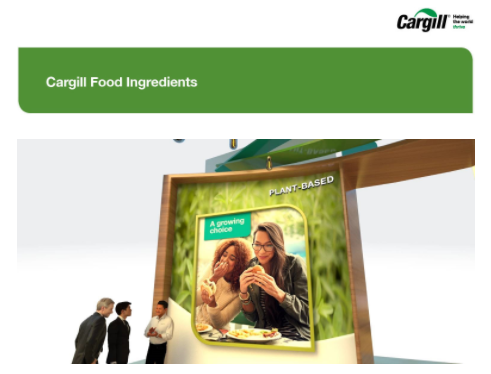 Cargill®
Helping
the world
thrive
Cargill Food Ingredients
PLANT-BASED
A growing
choice